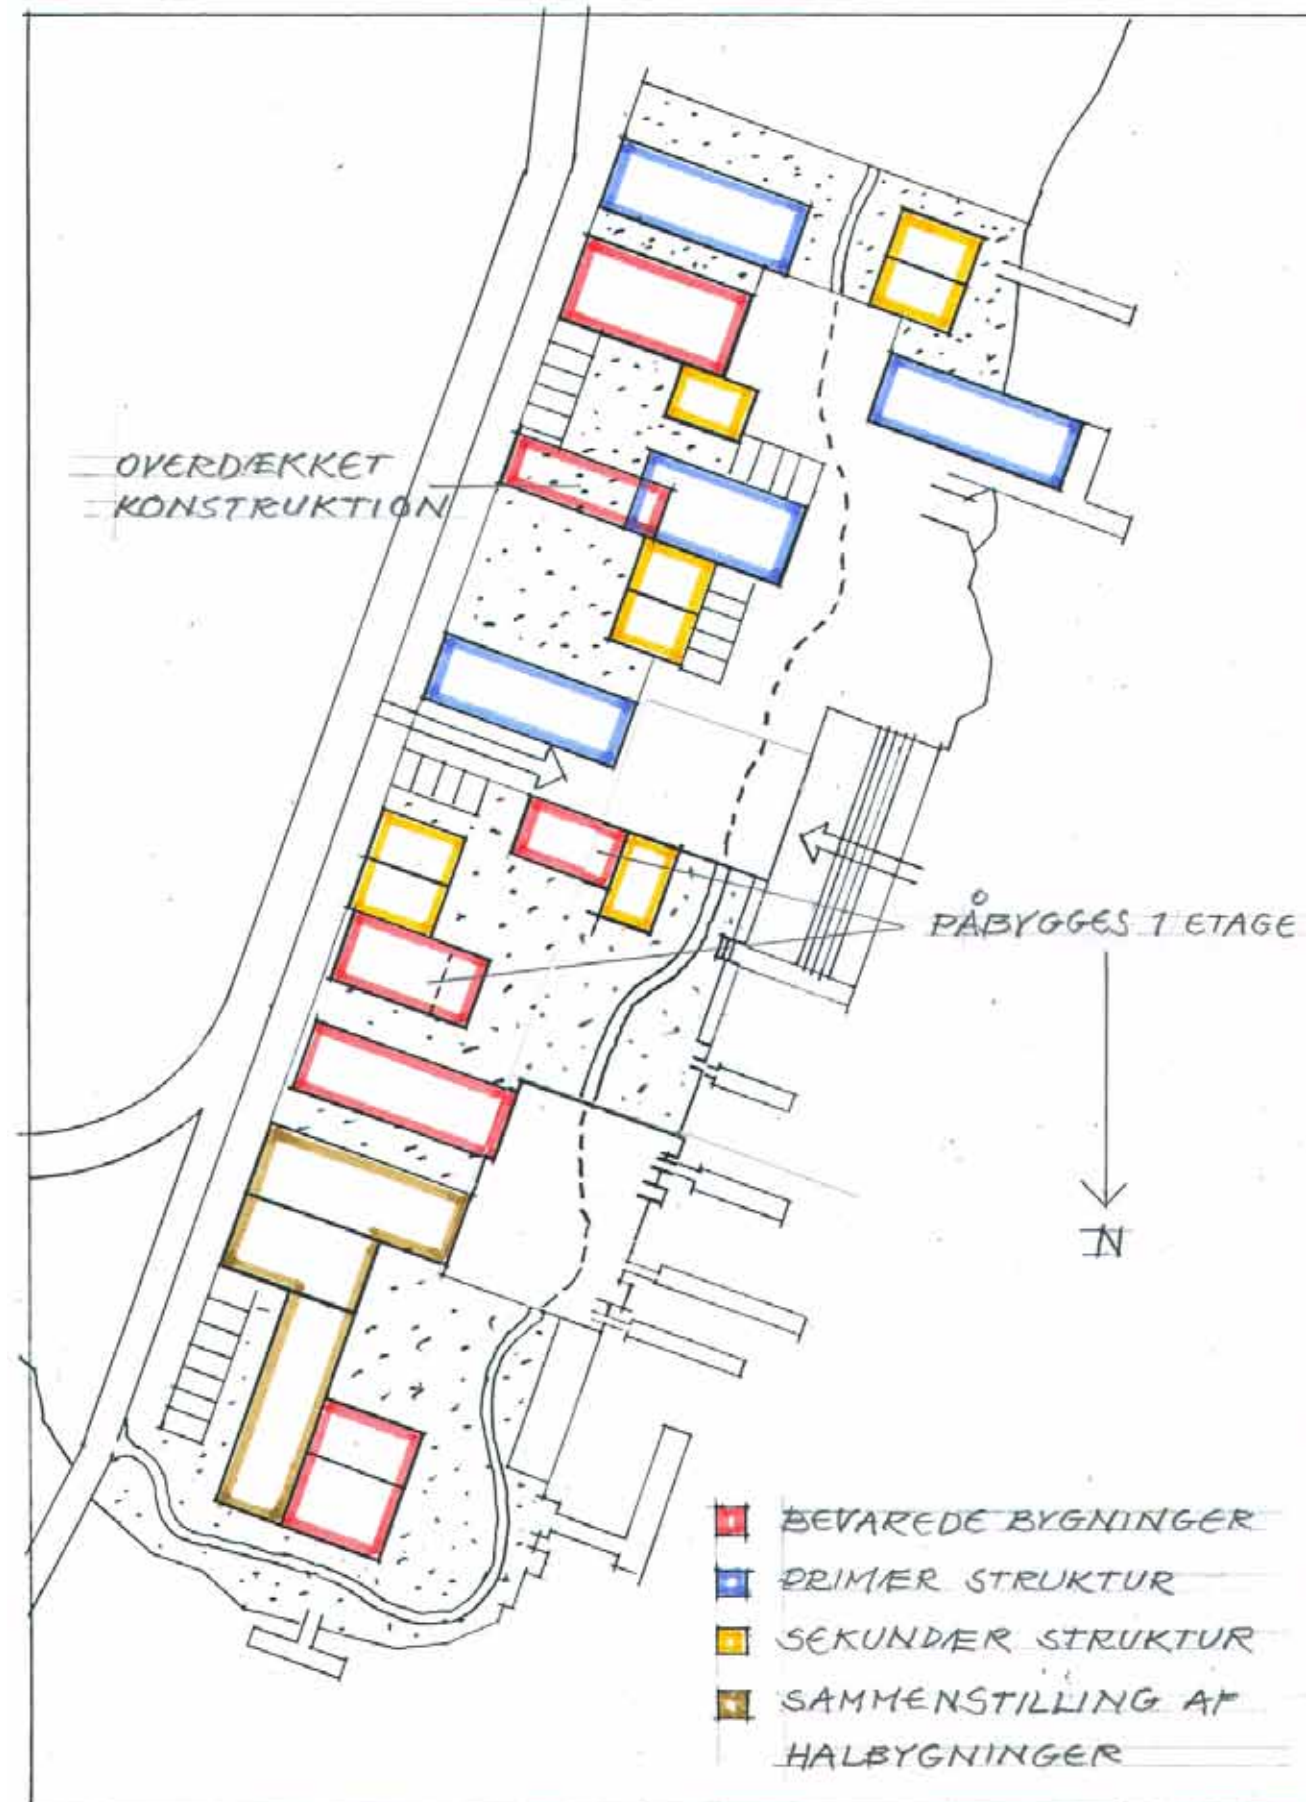 OVERDÆKKET
KONSTRUKTION
PÅBYGGES 1 ETAGE
N
BEVAREDE BYGNINGER
PRIMÆR STRUKTUR
SEKUNDÆR STRUKTUR
SAMMENSTILLING AF
HALBYGNINGER